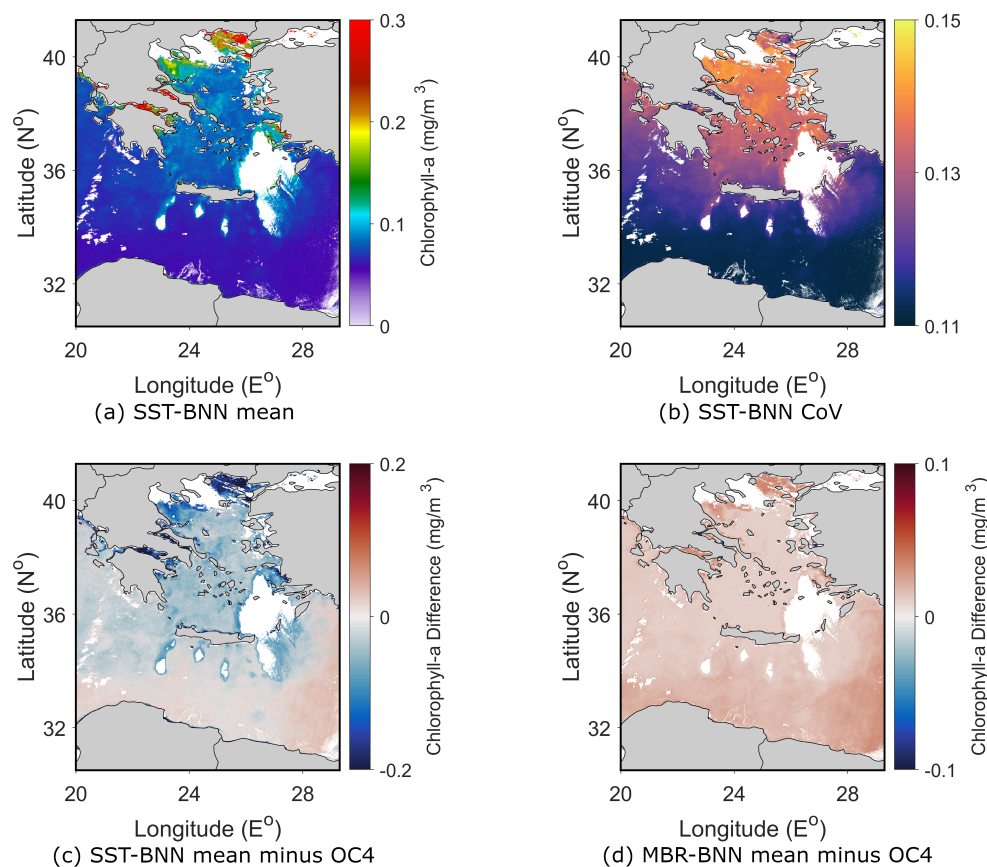 40
36
32
20 24 28
Latitude (N°)
Longitude (E°)
0.3
0.2
0.1
0
Chlorophyll-a (mg/m 3)
(a) SST-BNN mean
40
36
32
20 24 28
Latitude (N°)
Longitude (E°)
0.15
0.13
0.11
(b) SST-BNN CoV
40
36
32
20 24 28
Latitude (N°)
Longitude (E°)
0.2
0
-0.2
Chlorophyll-a Difference (mg/m 3)
(c) SST-BNN mean minus OC4
40
36
32
20 24 28
Latitude (N°)
Longitude (E°)
0.1
0
-0.1
Chlorophyll-a Difference (mg/m 3)
(d) MBR-BNN mean minus OC4